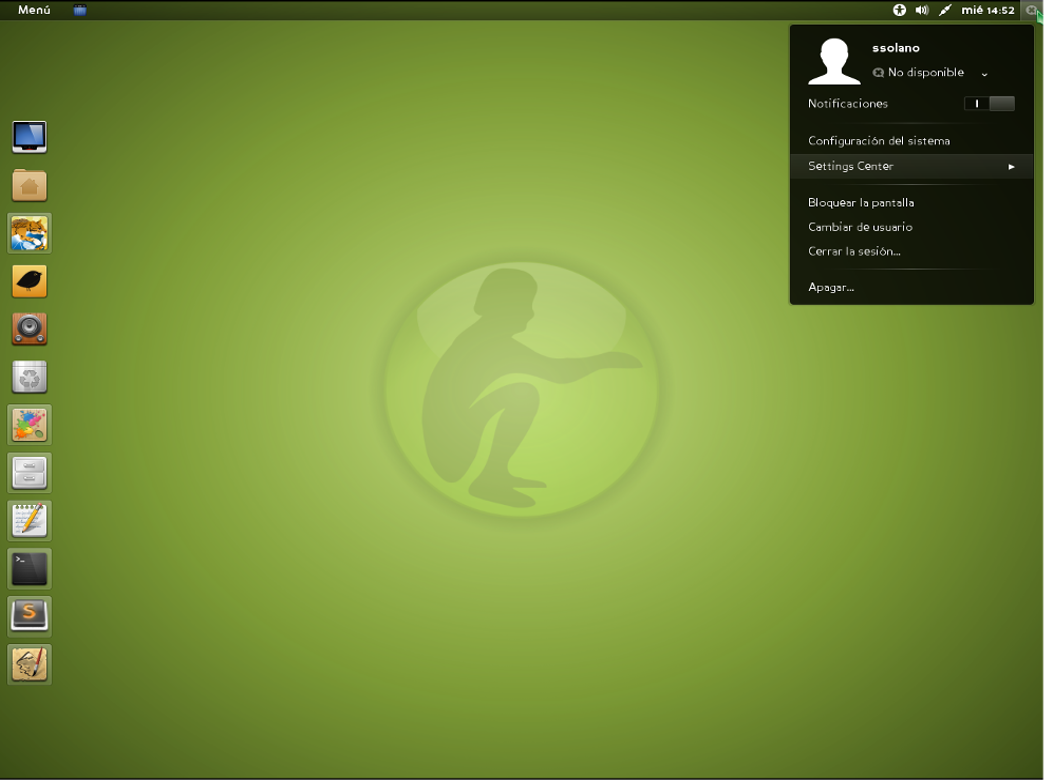 Menú
mié 14:52
ssolano
No disponible
Notificaciones
Configuración del sistema
Settings Center
Bloquear la pantalla
Cambiar de usuario
Cerrar la sesión...
Apagar...
>_
S